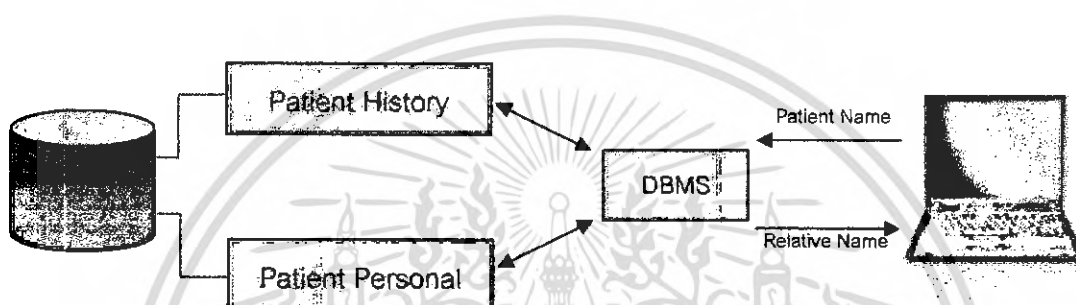 Patient History
Patient Name
DBMS
Relative Name
Patient Personal